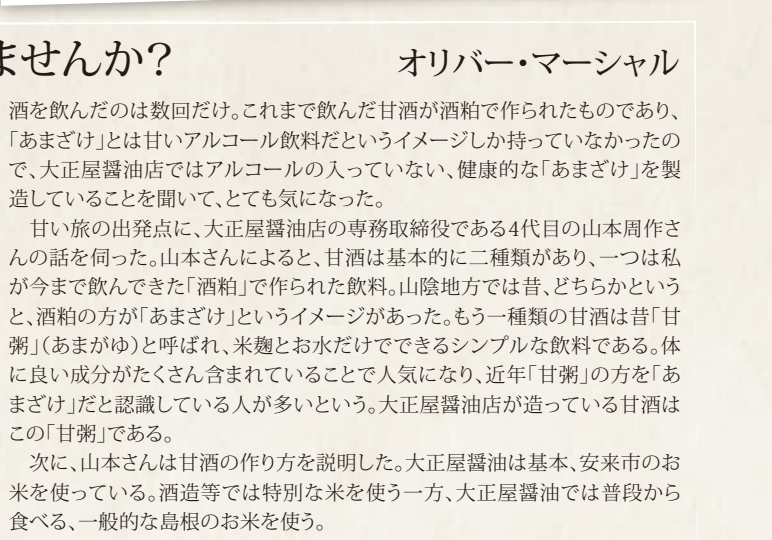 ませんか?
オリバー・マーシャル
酒を飲んだのは数回だけ。これまで飲んだ甘酒が酒粕で作られたものであり、
「あまざけ」とは甘いアルコール飲料だというイメージしか持っていなかったの
で、大正屋醤油店ではアルコールの入っていない、健康的な「あまざけ」を製
造していることを聞いて、とても気になった。
甘い旅の出発点に、大正屋醤油店の専務取締役である4代目の山本周作さ
んの話を伺った。山本さんによると、甘酒は基本的に二種類があり、一つは私
が今まで飲んできた「酒粕」で作られた飲料。山陰地方では昔、どちらかという
と、酒粕の方が「あまざけ」というイメージがあった。もう一種類の甘酒は昔「甘
粥」(あまがゆ)と呼ばれ、米麹とお水だけでできるシンプルな飲料である。体
に良い成分がたくさん含まれていることで人気になり、近年「甘粥」の方を「あ
まざけ」だと認識している人が多いという。大正屋醤油店が造っている甘酒は
この「甘粥」である。
次に、山本さんは甘酒の作り方を説明した。大正屋醤油は基本、安来市のお
米を使っている。酒造等では特別な米を使う一方、大正屋醤油では普段から
食べる、一般的な島根のお米を使う。